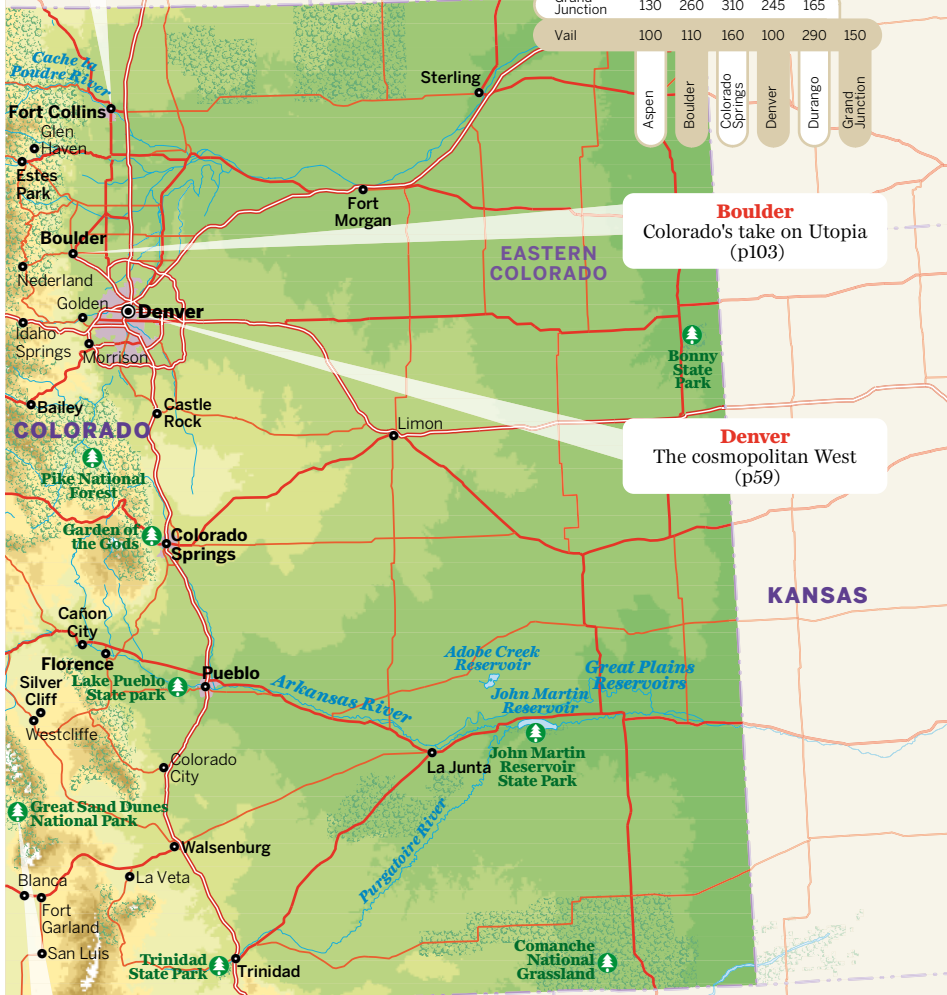 Grand
Junction 130 260 310 245 165
Vail 100 110 160 100 290 150
Aspen
Boulder
Colorado
Springs
Denver
Durango
Grand
Junction
Cache la
Poudre River
Sterling
Fort Collins
Glen
Haven
Estes
Park
Fort
Morgan
Boulder
Boulder
Colorado's take on Utopia
(p103)
EASTERN
COLORADO
Nederland
Golden
Denver
Idaho
Springs
Morrison
Bonny
State
Park
Bailey
Castle
Rock
COLORADO
Limon
Denver
The cosmopolitan West
(p59)
Pike National
Forest
Garden of
the Gods
Colorado
Springs
KANSAS
Cañon
City
Florence
Adobe Creek
Reservoir
Great Plains
Reservoirs
Silver
Cliff
Lake Pueblo
State park
Pueblo
Arkansas River
John Martin
Reservoir
Westcliffe
Colorado
City
La Junta
John Martin
Reservoir
State Park
Great Sand Dunes
National Park
Purgatoire River
Walsenburg
Blanca
La Veta
Fort
Garland
San Luis
Trinidad
State Park
Trinidad
Comanche
National
Grassland